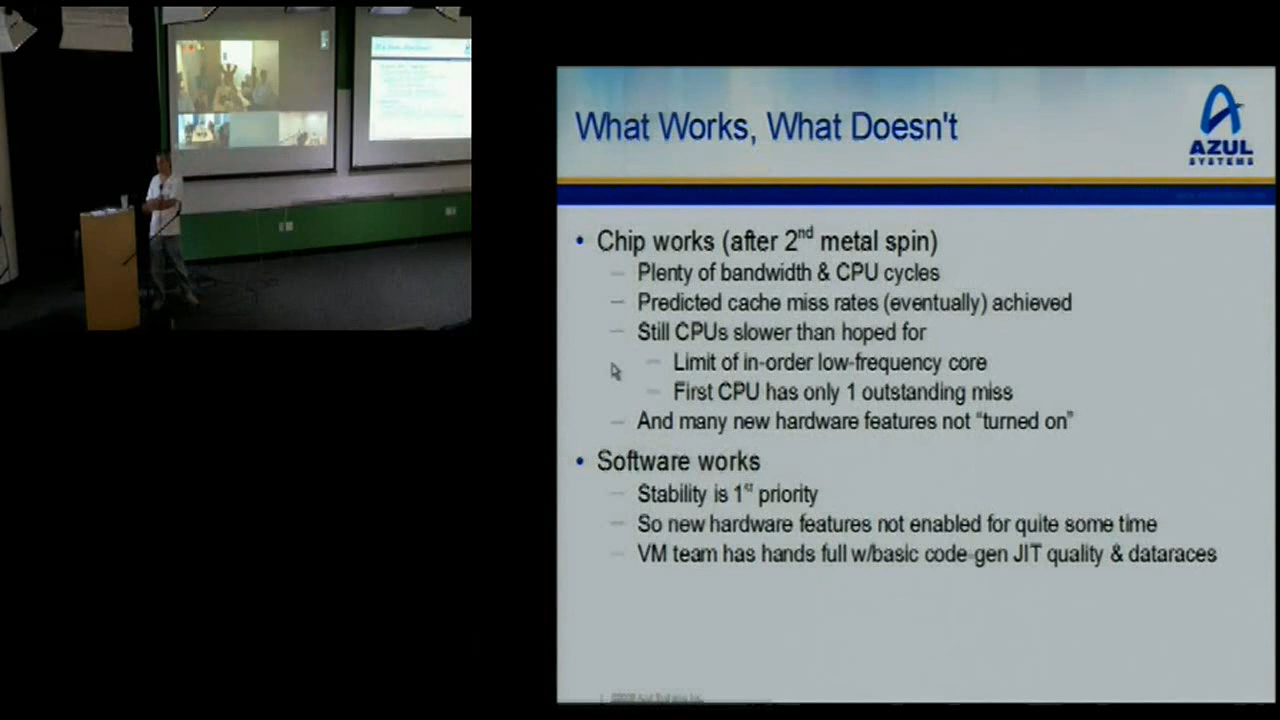 What Works, What Doesn't
AZUL
SYSTEMS
• Chip works (after 2nd metal spin)
– Plenty of bandwidth & CPU cycles
– Predicted cache miss rates (eventually) achieved
– Still CPUs slower than hoped for
– Limit of in-order low-frequency core
– First CPU has only 1 outstanding miss
– And many new hardware features not “turned on”
• Software works
– Stability is 1st priority
– So new hardware features not enabled for quite some time
– VM team has hands full w/basic code-gen JIT quality & dataraces